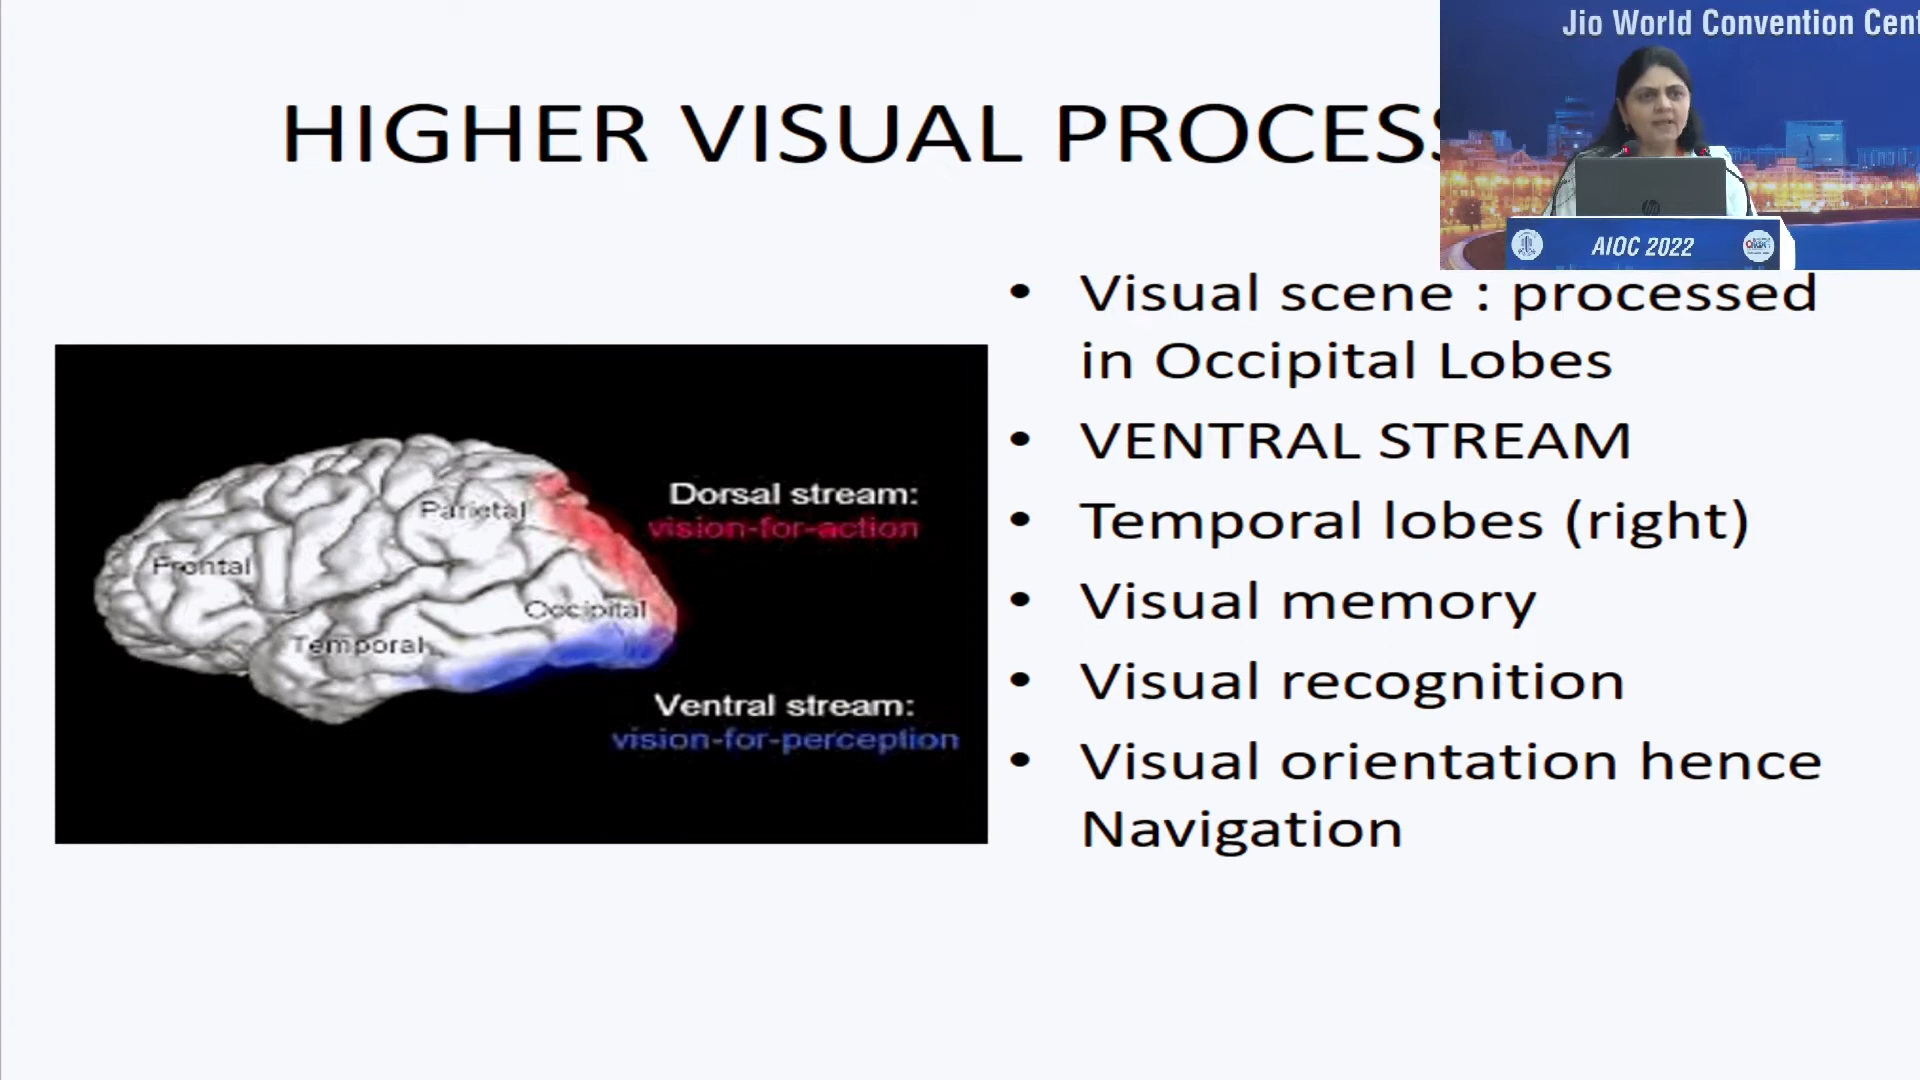 Jio World Convention Cent
HIGHER VISUAL PROCESS
AIOC 2022
hp
• Visual scene : processed
in Occipital Lobes
• VENTRAL STREAM
• Temporal lobes (right)
• Visual memory
• Visual recognition
• Visual orientation hence
Navigation
Dorsal stream:
vision-for-action
Parietal
Frontal
Occipital
Temporal
Ventral stream:
vision-for-perception